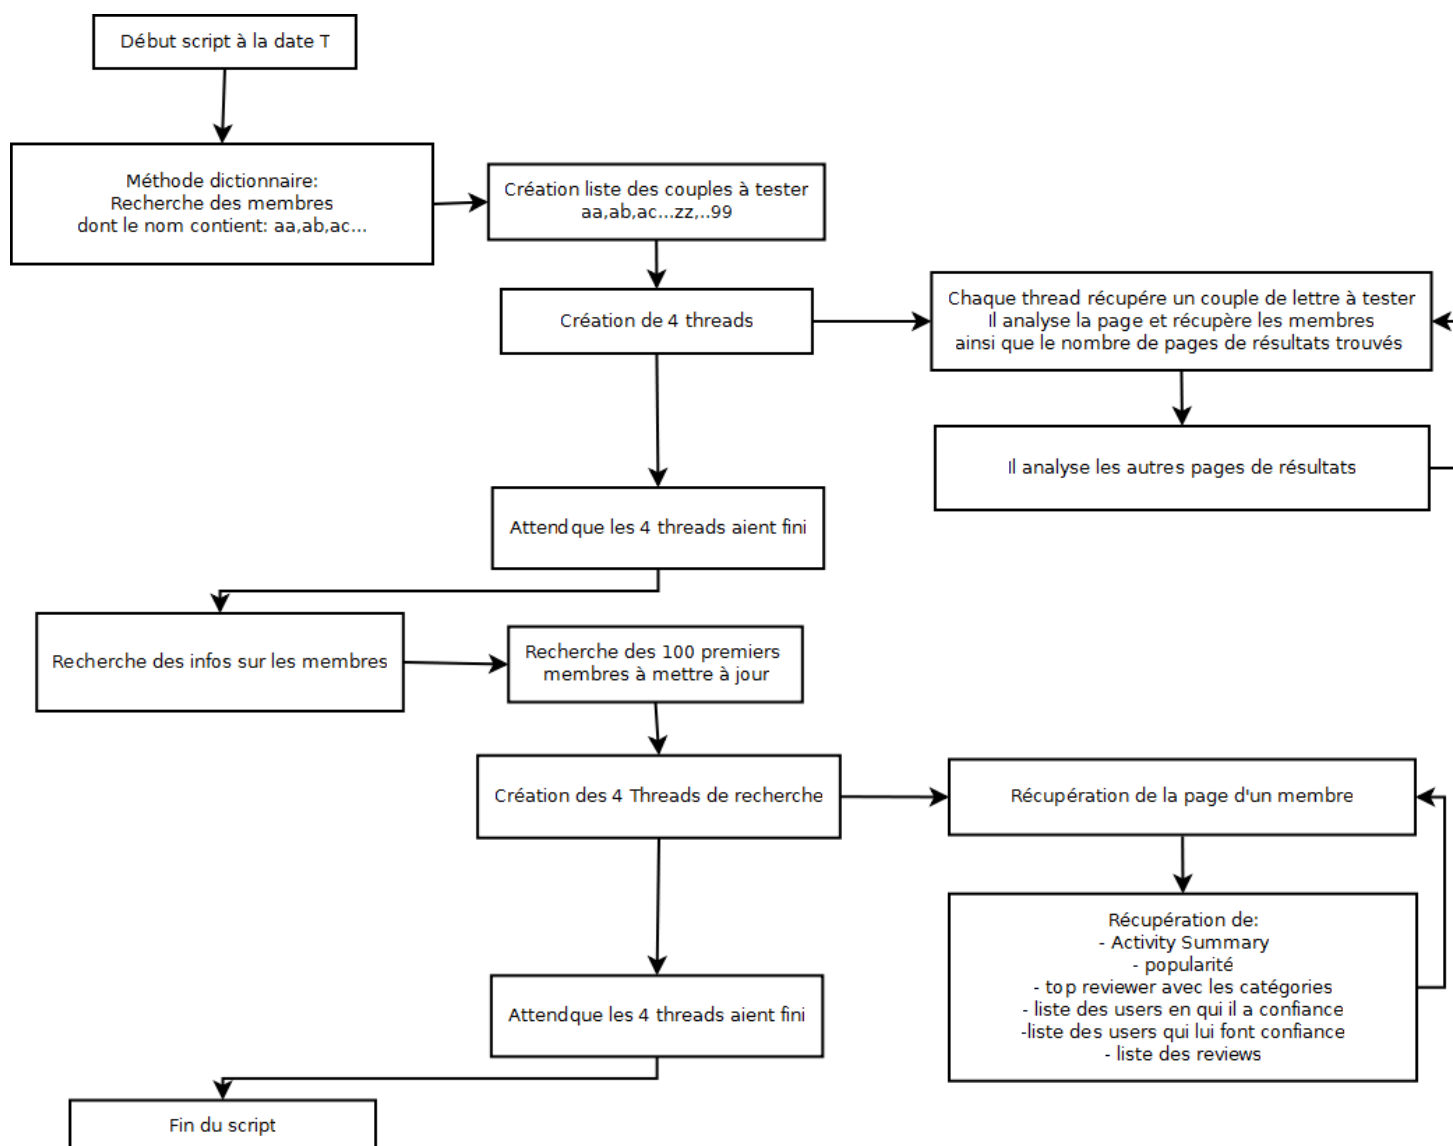 Début script à la date T
Méthode dictionnaire:
Recherche des membres
dont le nom contient: aa,ab,ac...
Création liste des couples à tester
aa,ab,ac...zz,..99
Création de 4 threads
Chaque thread récupére un couple de lettre à tester
Il analyse la page et récupère les membres
ainsi que le nombre de pages de résultats trouvés
Il analyse les autres pages de résultats
Attend que les 4 threads aient fini
Recherche des infos sur les membres
Recherche des 100 premiers
membres à mettre à jour
Création des 4 Threads de recherche
Récupération de la page d'un membre
Récupération de:
- Activity Summary
- popularité
- top reviewer avec les catégories
- liste des users en qui il a confiance
-liste des users qui lui font confiance
- liste des reviews
Attend que les 4 threads aient fini
Fin du script